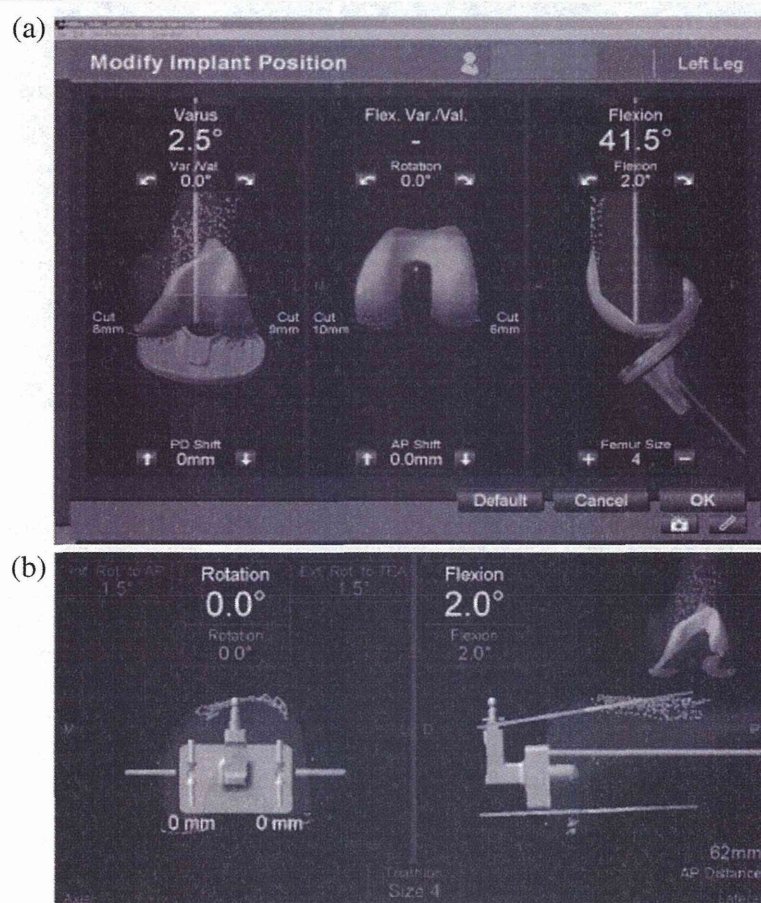 (a)
Modify Implant Position Left Leg
Varus Flex. Var./Val. Flexion
2.5° - 41.5°
Var./Val. Rotation Flexion
0.0° 0.0° 2.0°
M L M
Cut 8mm Cut 9mm Cut 10mm Cut 6mm
PD Shift AP Shift Femur Size
0mm 0.0mm 4
Default Cancel OK
(b)
Ext. Rot. to AP Rotation Ext. Rot. to TEA Flexion
1.5° 0.0° 1.5° 2.0°
Rotation Flexion
0.0° 2.0°
M L D P
0 mm 0 mm
62mm
AP Distance
Triathlon
Size 4
Axial